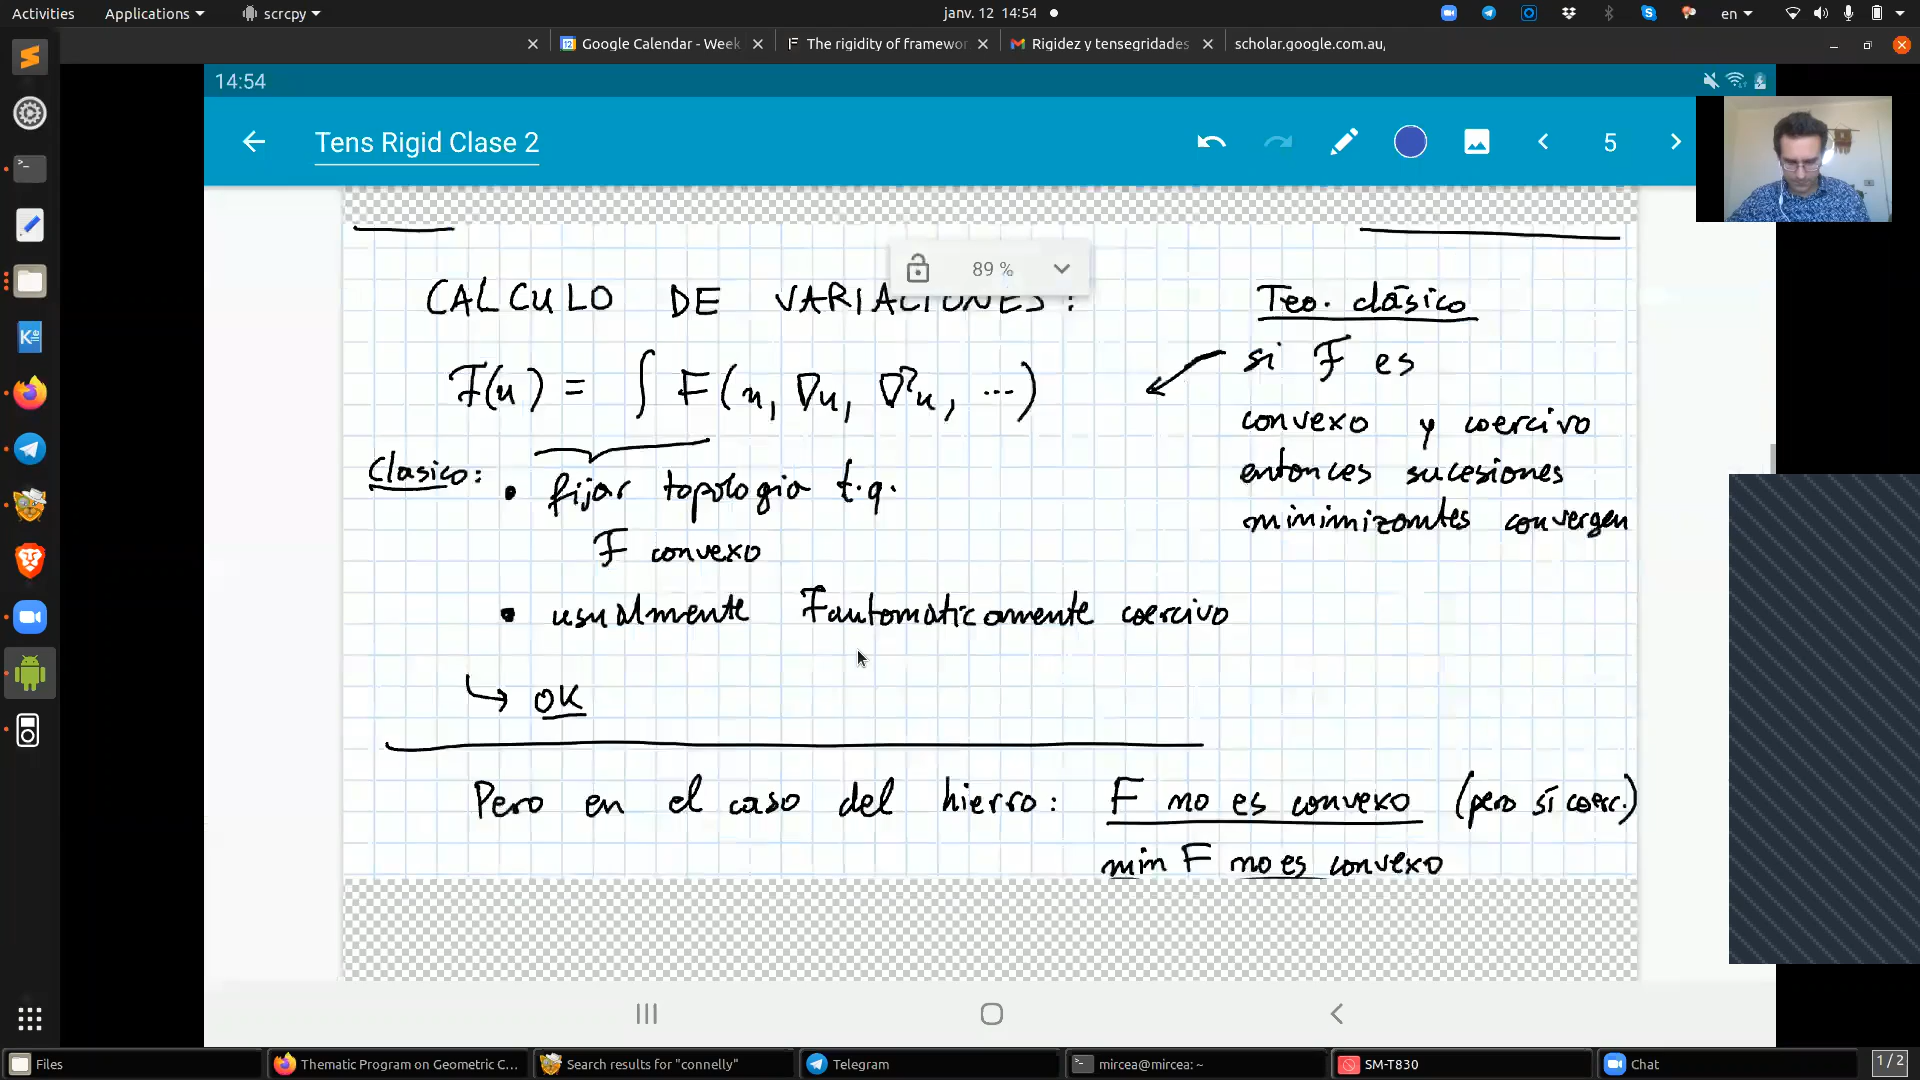 Activities Applications scrcpy janv. 12 14:54 en
Google Calendar - Week The rigidity of framewor Rigidez y tensegridades scholar.google.com.au,
14:54
Tens Rigid Clase 2 5
89 %
CALCULO DE VARIACIONES:
F(u) = ∫ F(u, ∇u, ∇²u, ...)
Clasico: • fijar topologia t.q.
F convexo
• usualmente F automaticamente coercivo
↳ OK
Teo. clásico
si F es
convexo y coercivo
entonces sucesiones
minimizantes convergen
Pero en el caso del hierro: F no es convexo (pero sí coerc.)
min F no es convexo
Files Thematic Program on Geometric C... Search results for "connelly" Telegram mircea@mircea: ~ SM-T830 Chat 1 / 2